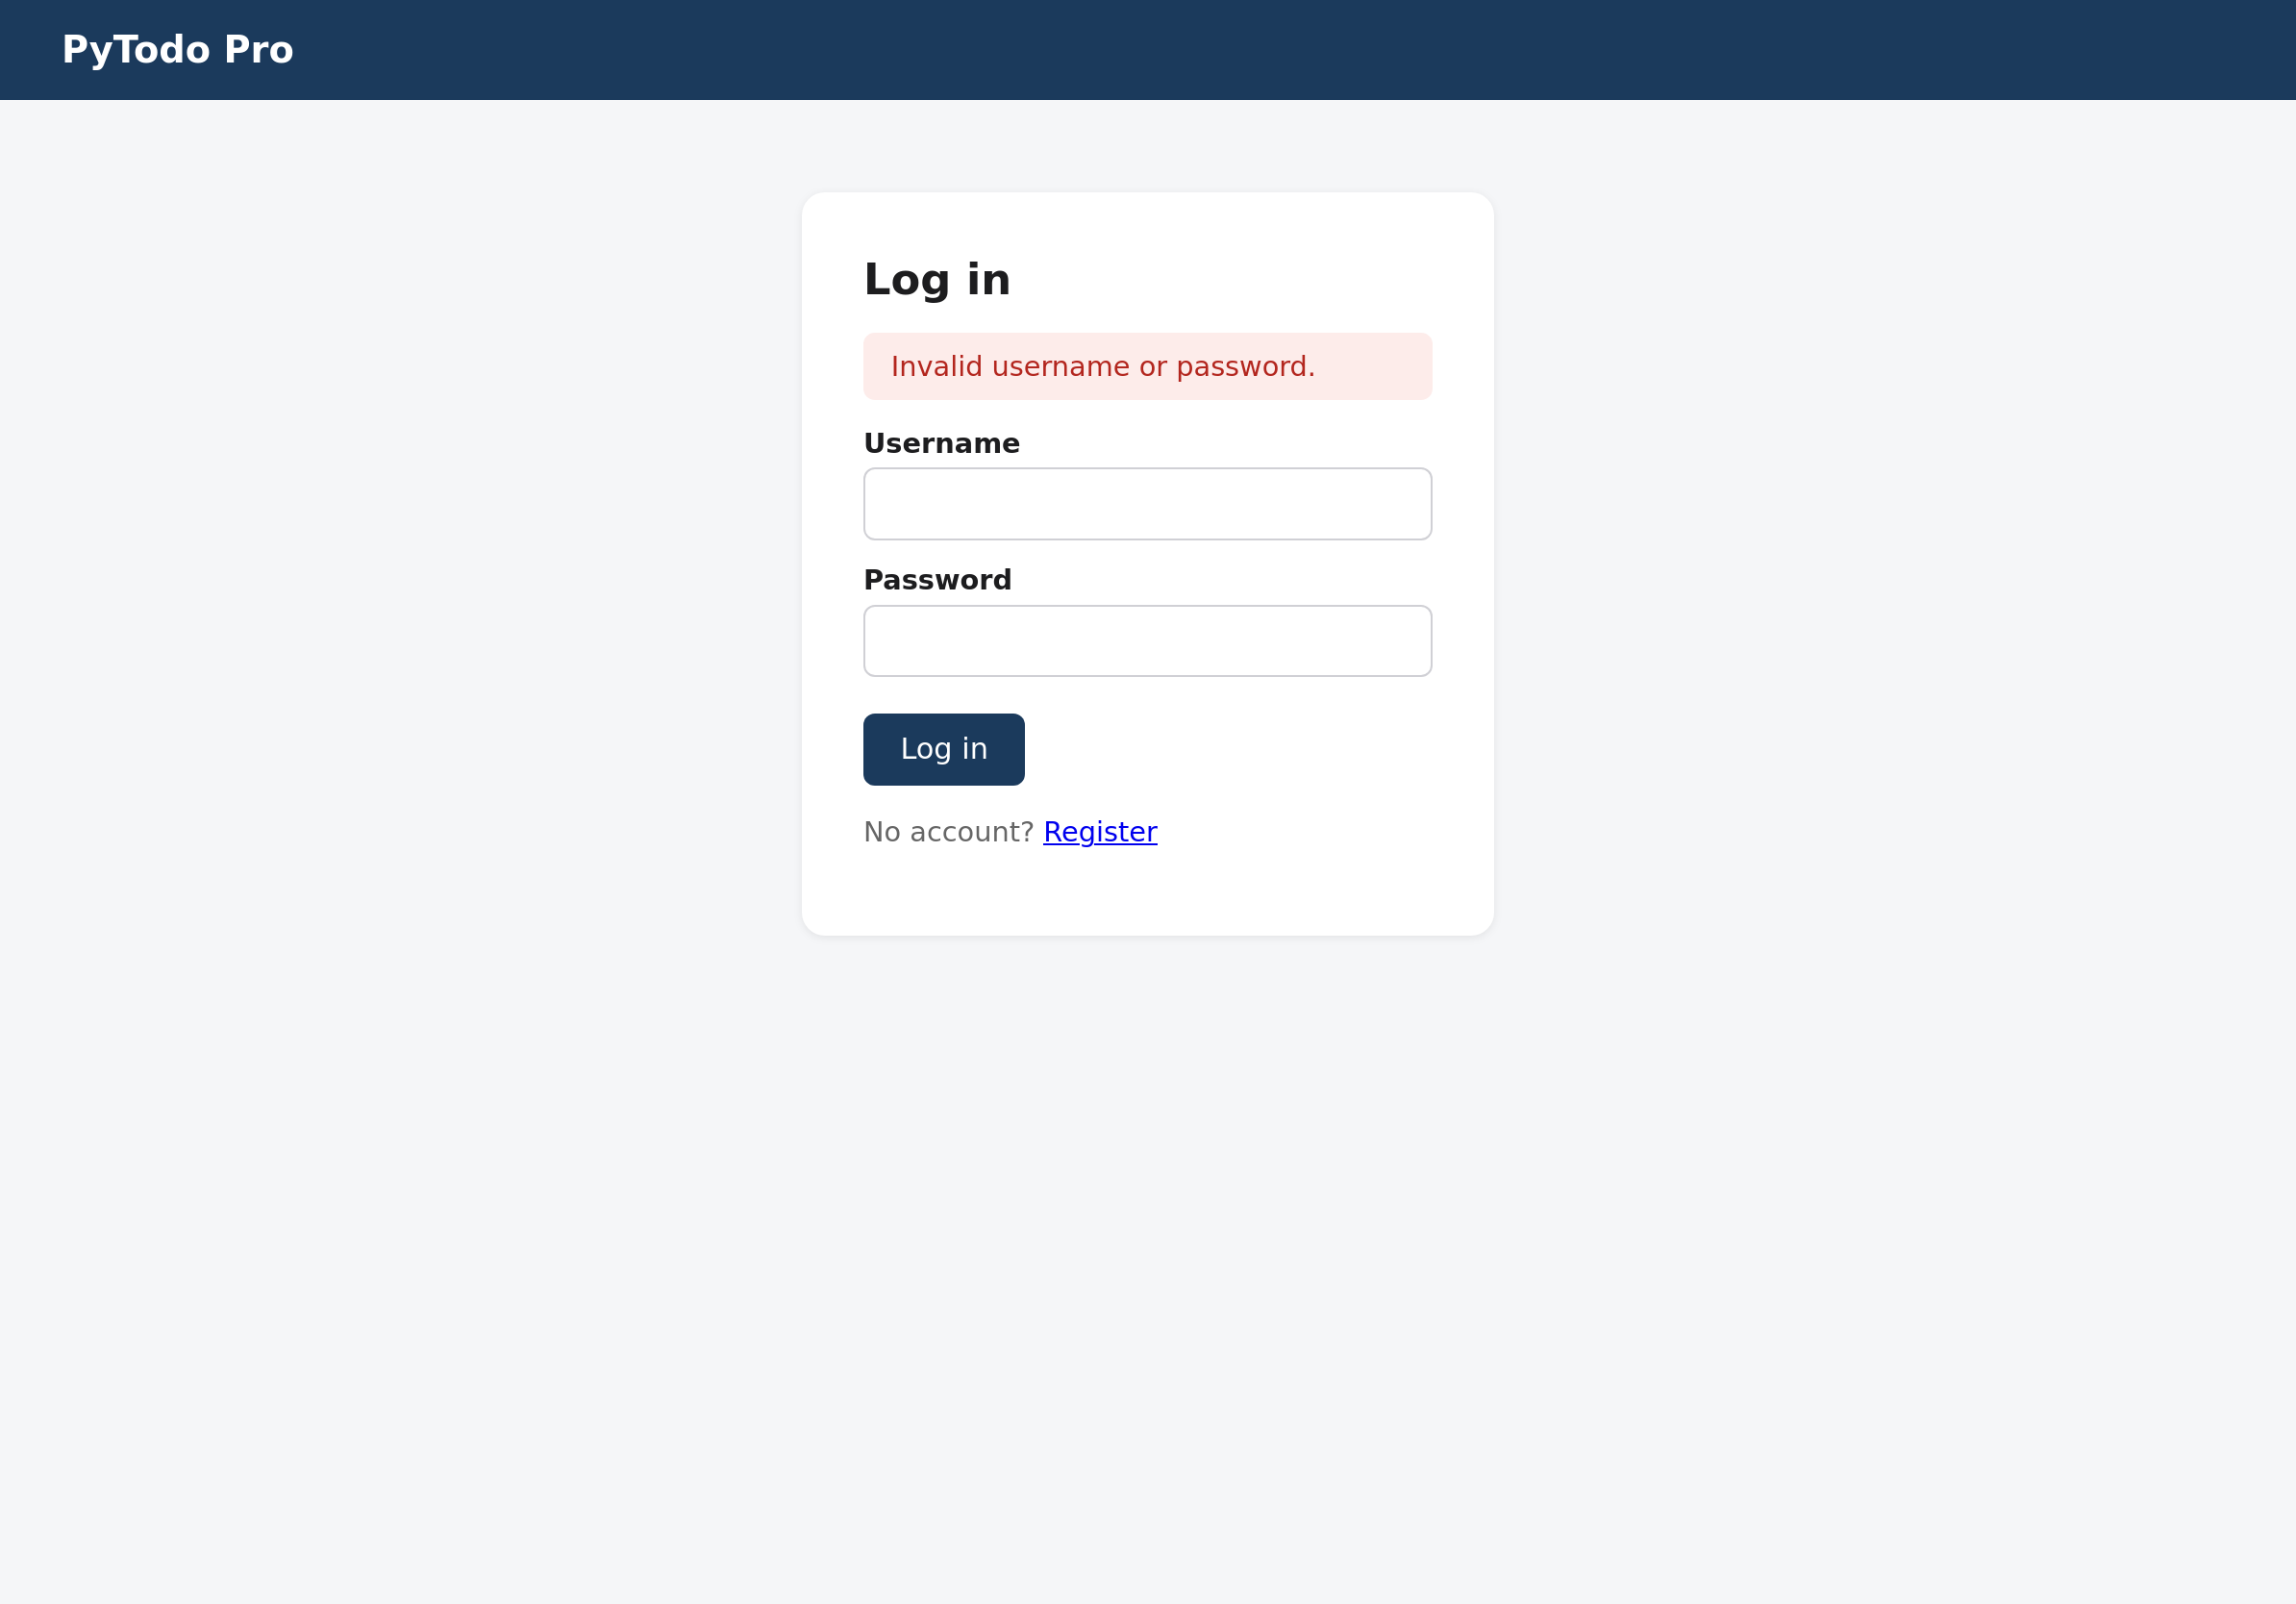 PyTodo Pro
Log in
Invalid username or password.
Username
Password
Log in
No account? Register